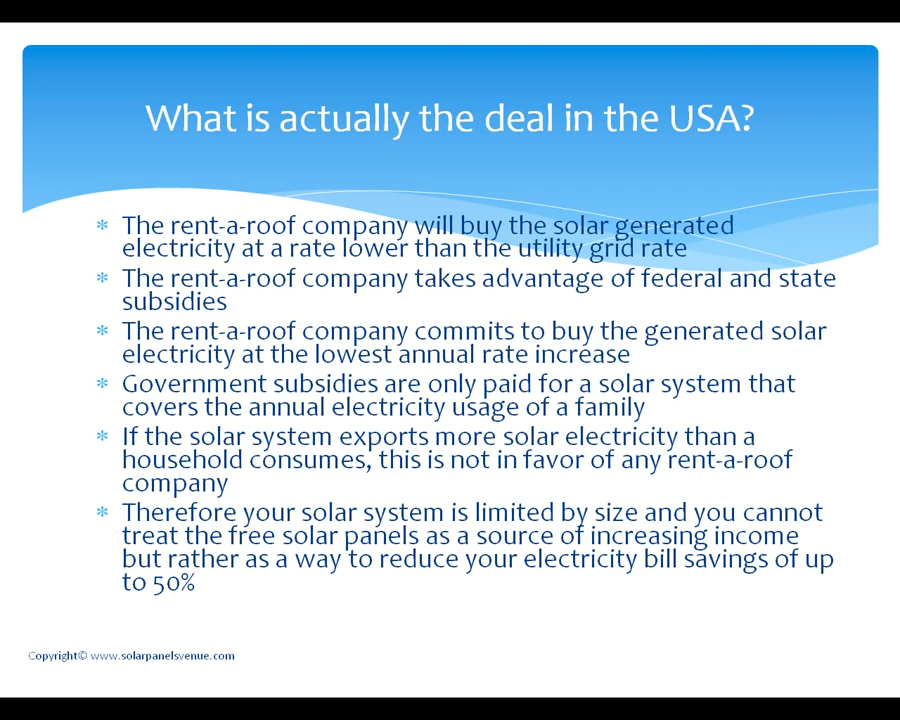 What is actually the deal in the USA?
* The rent-a-roof company will buy the solar generated
electricity at a rate lower than the utility grid rate
* The rent-a-roof company takes advantage of federal and state
subsidies
* The rent-a-roof company commits to buy the generated solar
electricity at the lowest annual rate increase
* Government subsidies are only paid for a solar system that
covers the annual electricity usage of a family
* If the solar system exports more solar electricity than a
household consumes, this is not in favor of any rent-a-roof
company
* Therefore your solar system is limited by size and you cannot
treat the free solar panels as a source of increasing income
but rather as a way to reduce your electricity bill savings of up
to 50%
Copyright© www.solarpanelsvenue.com